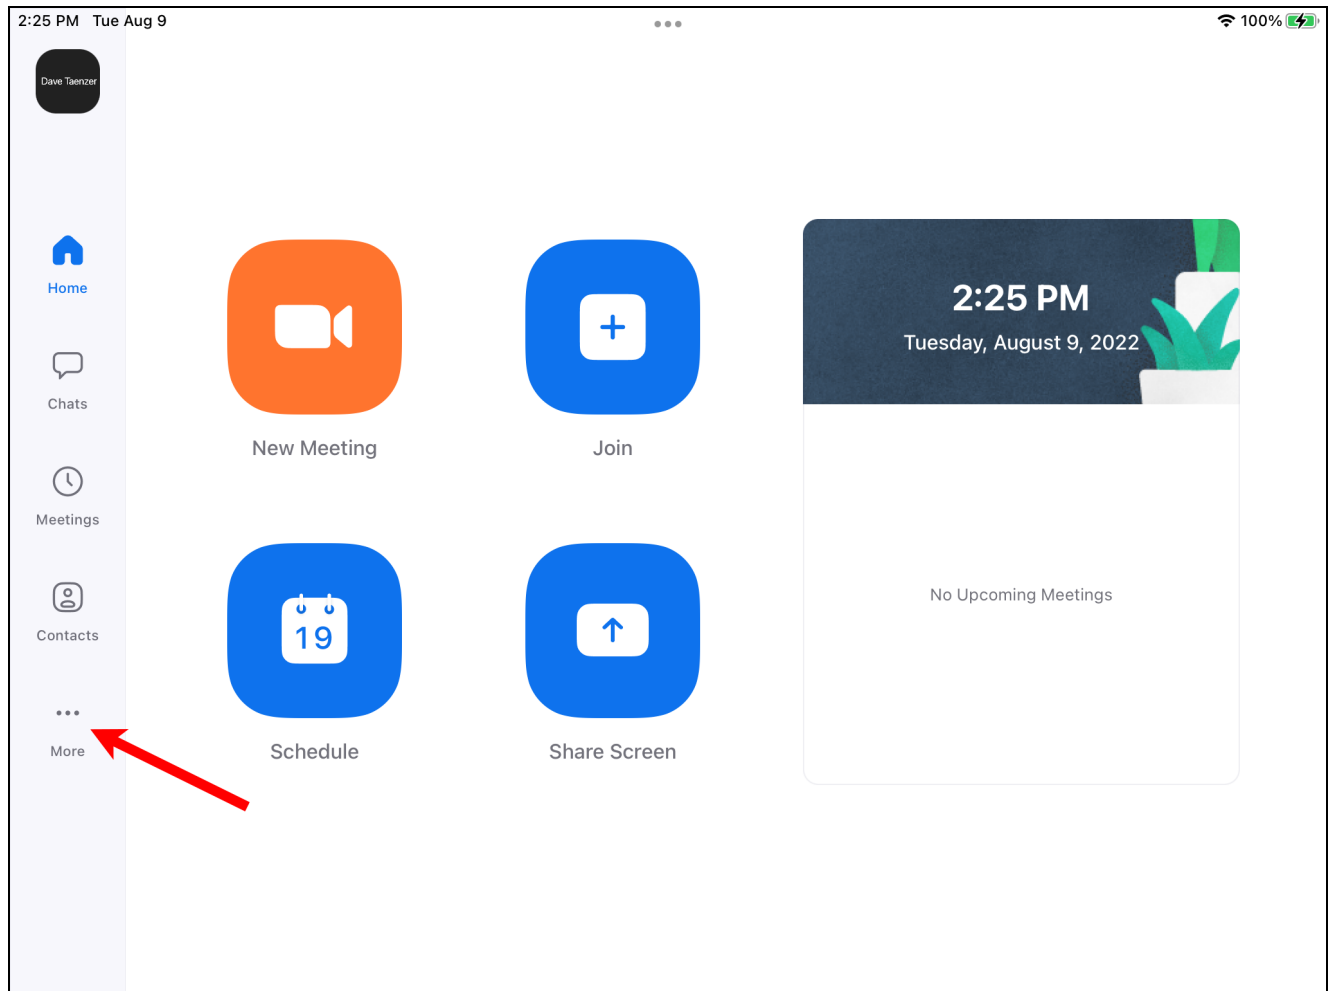 2:25 PM Tue Aug 9
100%
Dave Taenzer
Home
Chats
Meetings
Contacts
More
New Meeting
Join
Schedule
19
Share Screen
2:25 PM
Tuesday, August 9, 2022
No Upcoming Meetings